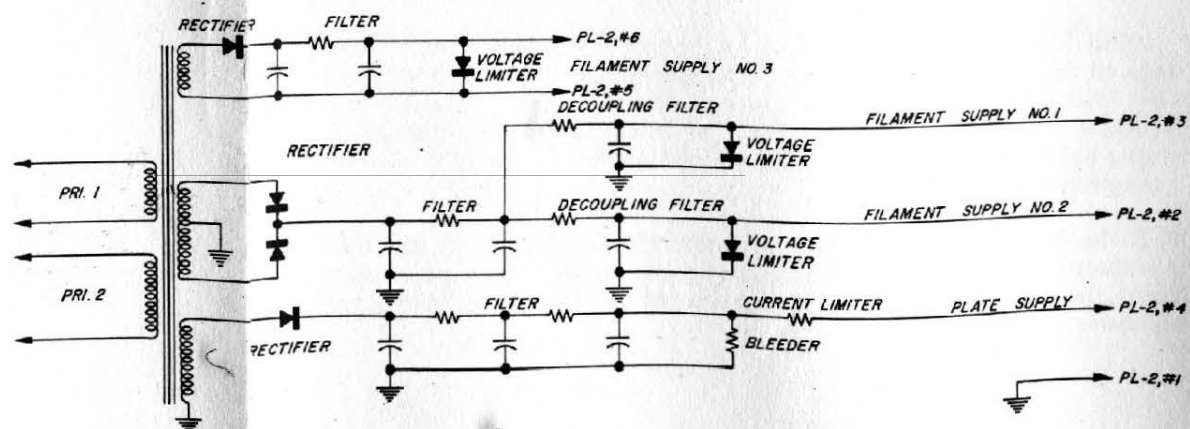 RECTIFIER
FILTER
PL-2,#6
VOLTAGE
LIMITER
FILAMENT SUPPLY NO. 3
PL-2,#5
DECOUPLING FILTER
FILAMENT SUPPLY NO. 1
PL-2,#3
VOLTAGE
LIMITER
RECTIFIER
PRI. 1
FILTER
DECOUPLING FILTER
FILAMENT SUPPLY NO. 2
PL-2,#2
VOLTAGE
LIMITER
PRI. 2
FILTER
CURRENT LIMITER
PLATE SUPPLY
PL-2,#4
RECTIFIER
BLEEDER
PL-2,#1